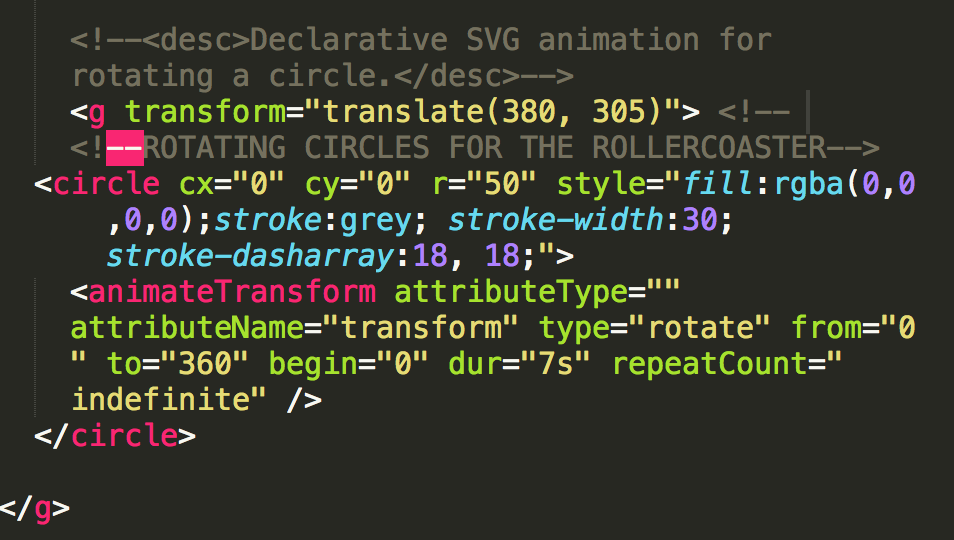 <!--<desc>Declarative SVG animation for
rotating a circle.</desc>-->
<g transform="translate(380, 305)"> <!--
<!--ROTATING CIRCLES FOR THE ROLLERCOASTER-->
<circle cx="0" cy="0" r="50" style="fill:rgba(0,0
,0,0);stroke:grey; stroke-width:30;
stroke-dasharray:18, 18;">
<animateTransform attributeType=""
attributeName="transform" type="rotate" from="0
" to="360" begin="0" dur="7s" repeatCount="
indefinite" />
</circle>
</g>